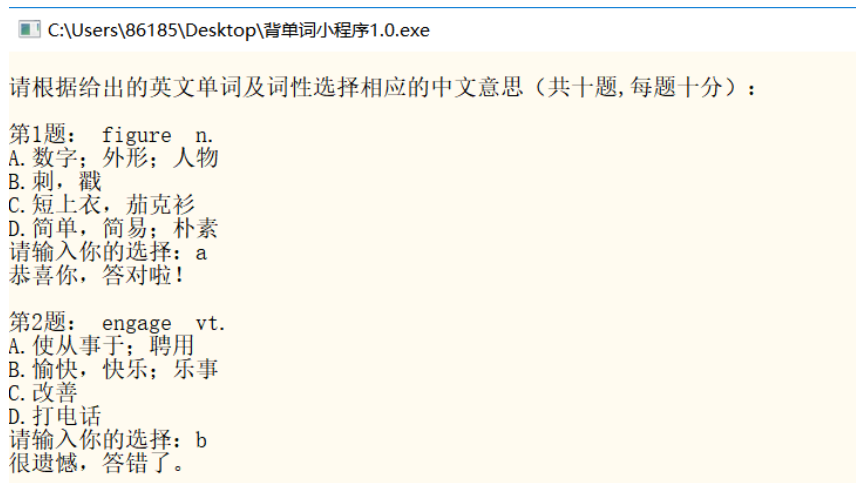 C:\Users\86185\Desktop\背单词小程序1.0.exe
请根据给出的英文单词及词性选择相应的中文意思（共十题,每题十分）：
第1题： figure n.
A.数字；外形；人物
B.刺，戳
C.短上衣，茄克衫
D.简单，简易；朴素
请输入你的选择：a
恭喜你，答对啦！
第2题： engage vt.
A.使从事于；聘用
B.愉快，快乐；乐事
C.改善
D.打电话
请输入你的选择：b
很遗憾，答错了。